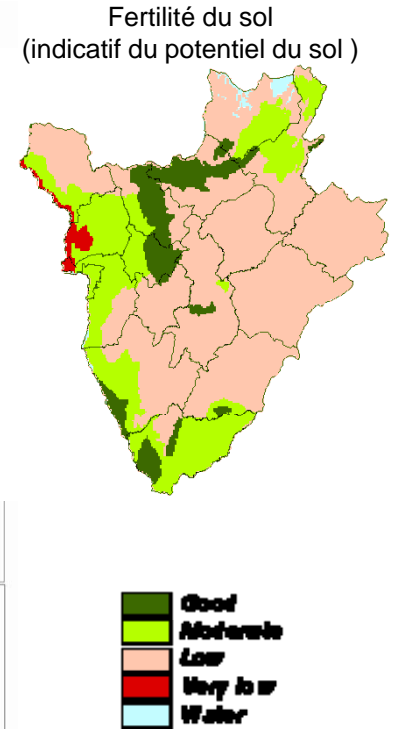 Fertilité du sol
(indicatif du potentiel du sol )
Good
Moderate
Low
Very low
Water